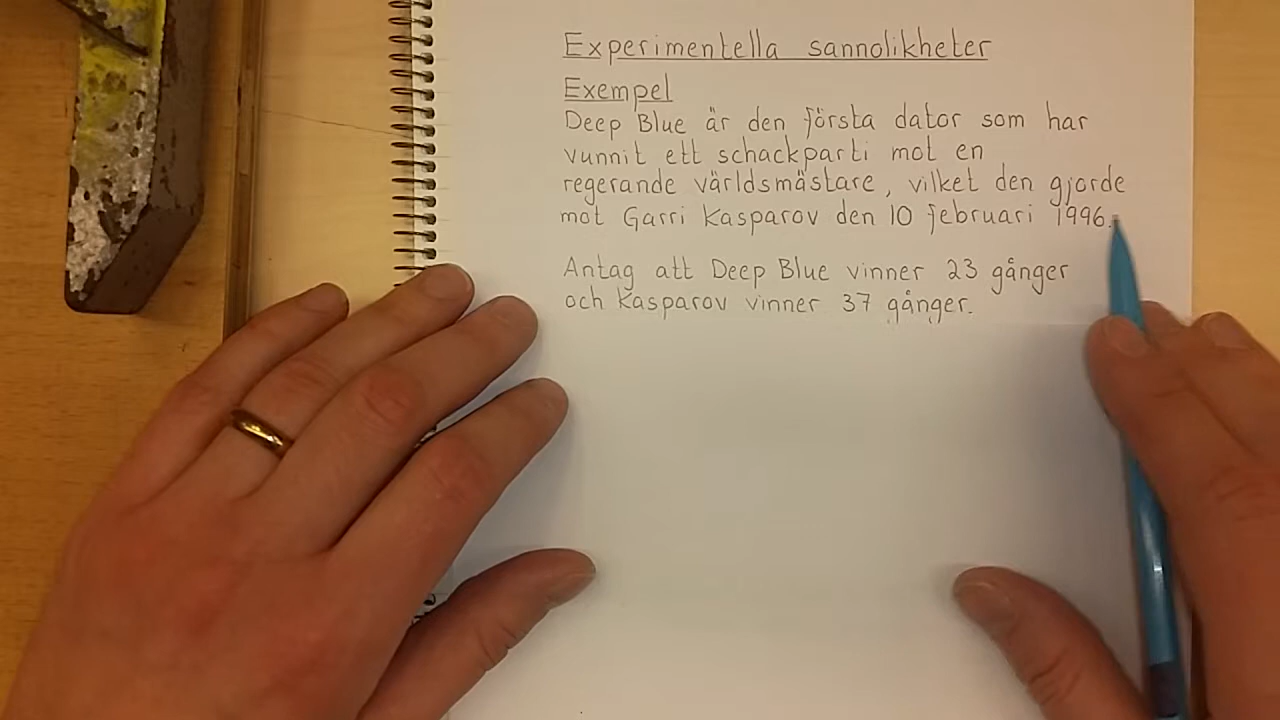 Experimentella sannolikheter
Exempel
Deep Blue är den första dator som har
vunnit ett schackparti mot en
regerande världsmästare, vilket den gjorde
mot Garri Kasparov den 10 februari 1996.
Antag att Deep Blue vinner 23 gånger
och Kasparov vinner 37 gånger.